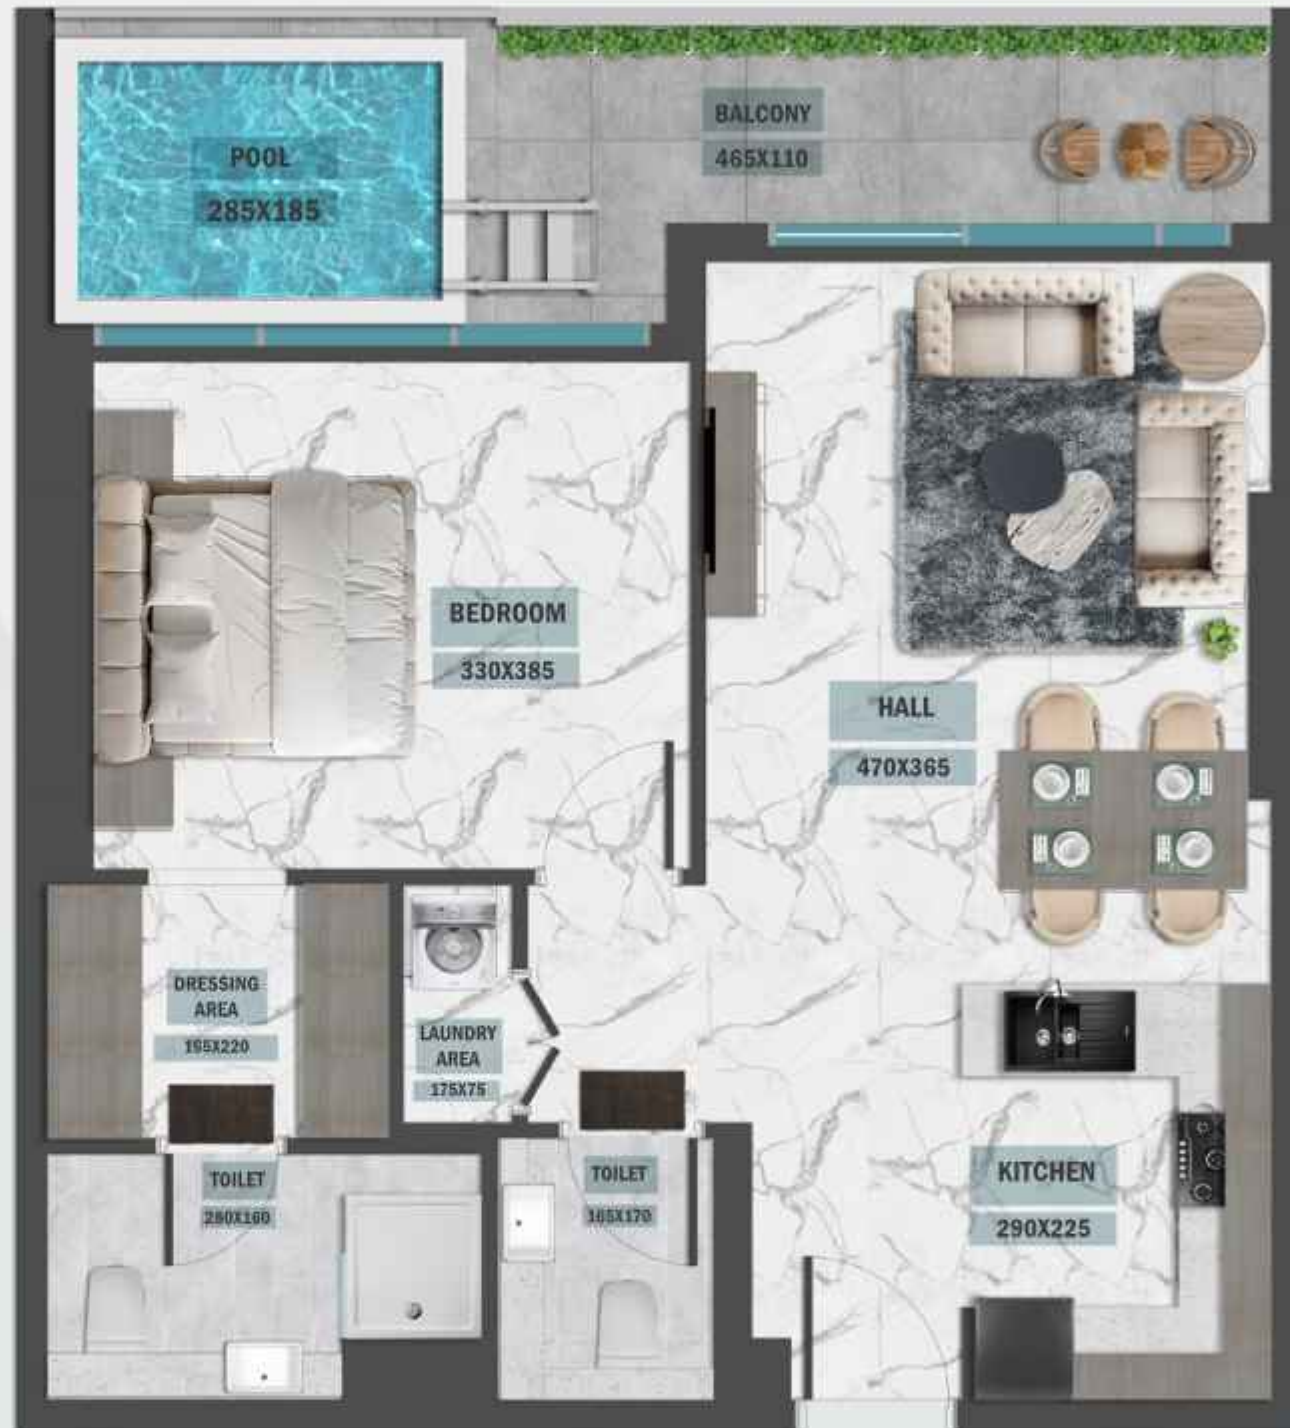 POOL
285X185
BALCONY
465X110
BEDROOM
330X385
HALL
470X365
DRESSING
AREA
195X220
LAUNDRY
AREA
175X75
TOILET
280X160
TOILET
165X170
KITCHEN
290X225